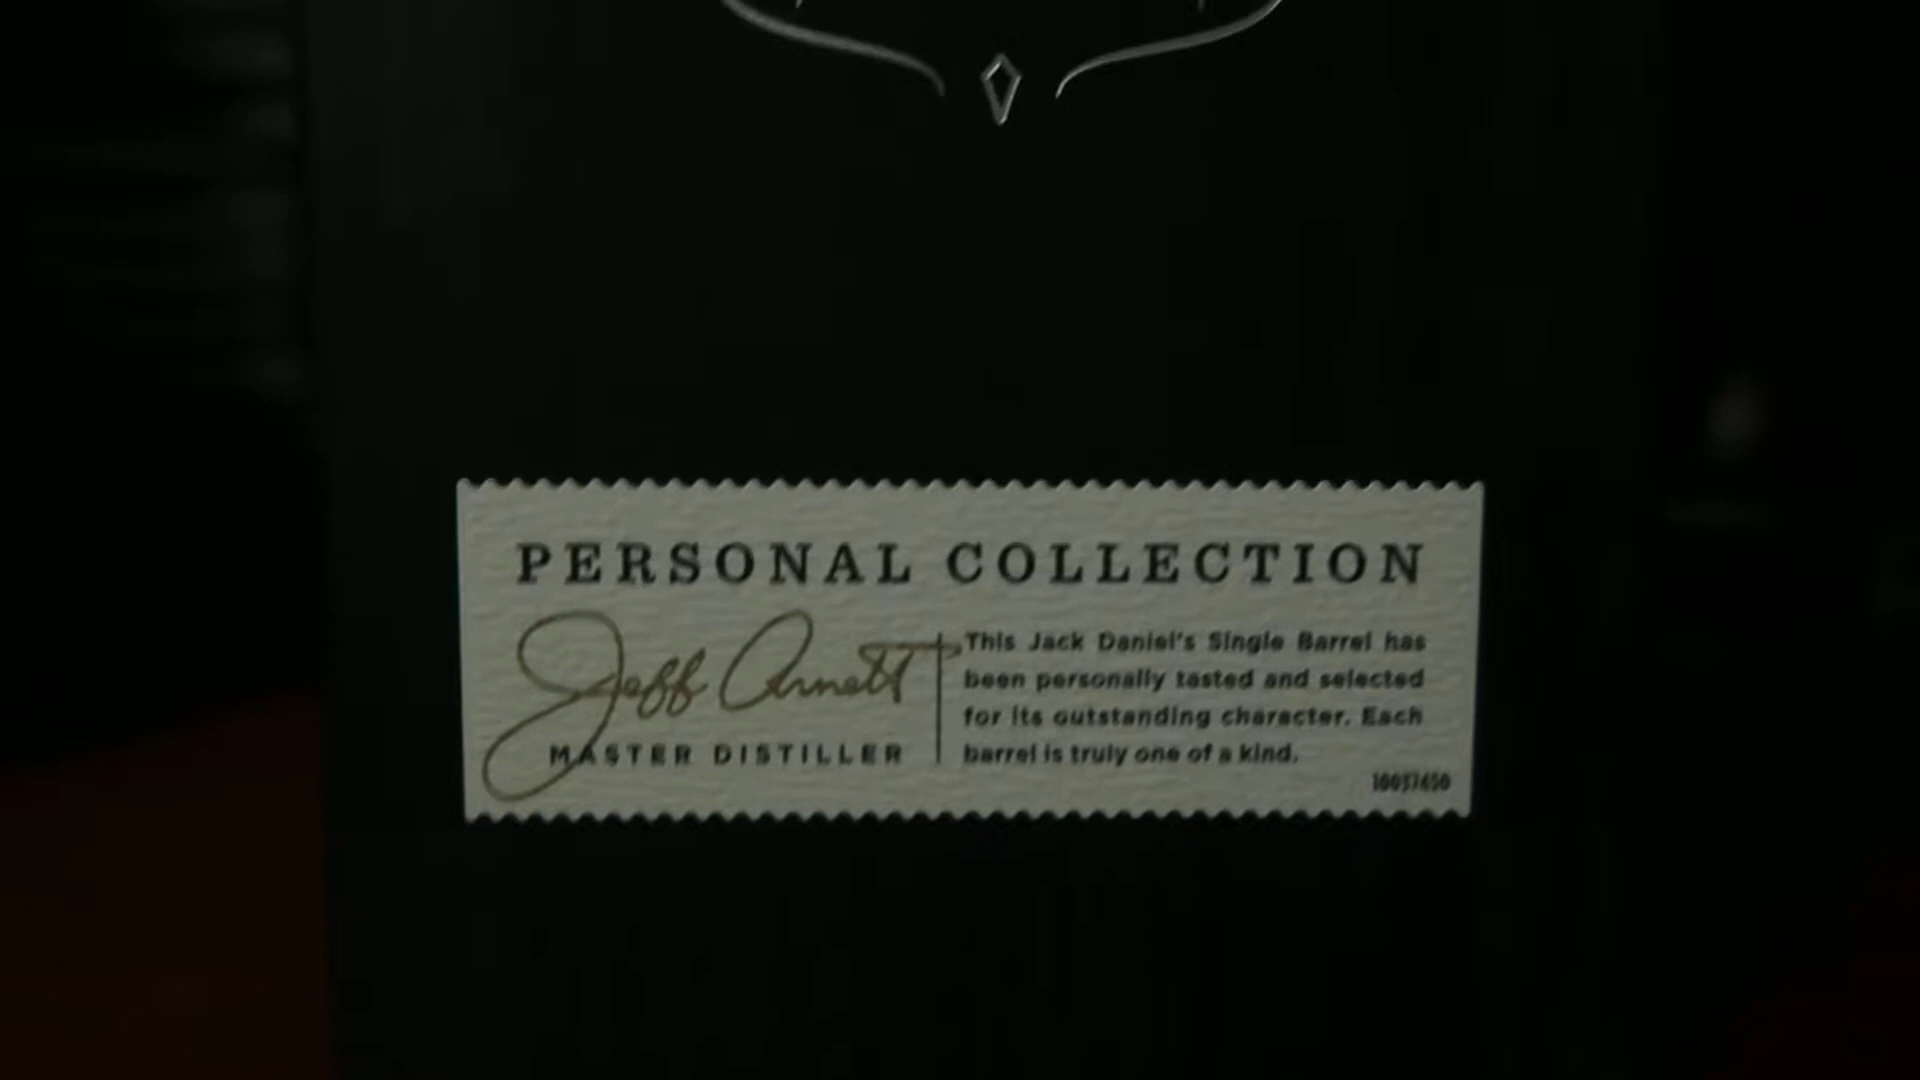 PERSONAL COLLECTION
Jeff Arnett
MASTER DISTILLER
This Jack Daniel's Single Barrel has
been personally tasted and selected
for its outstanding character. Each
barrel is truly one of a kind.